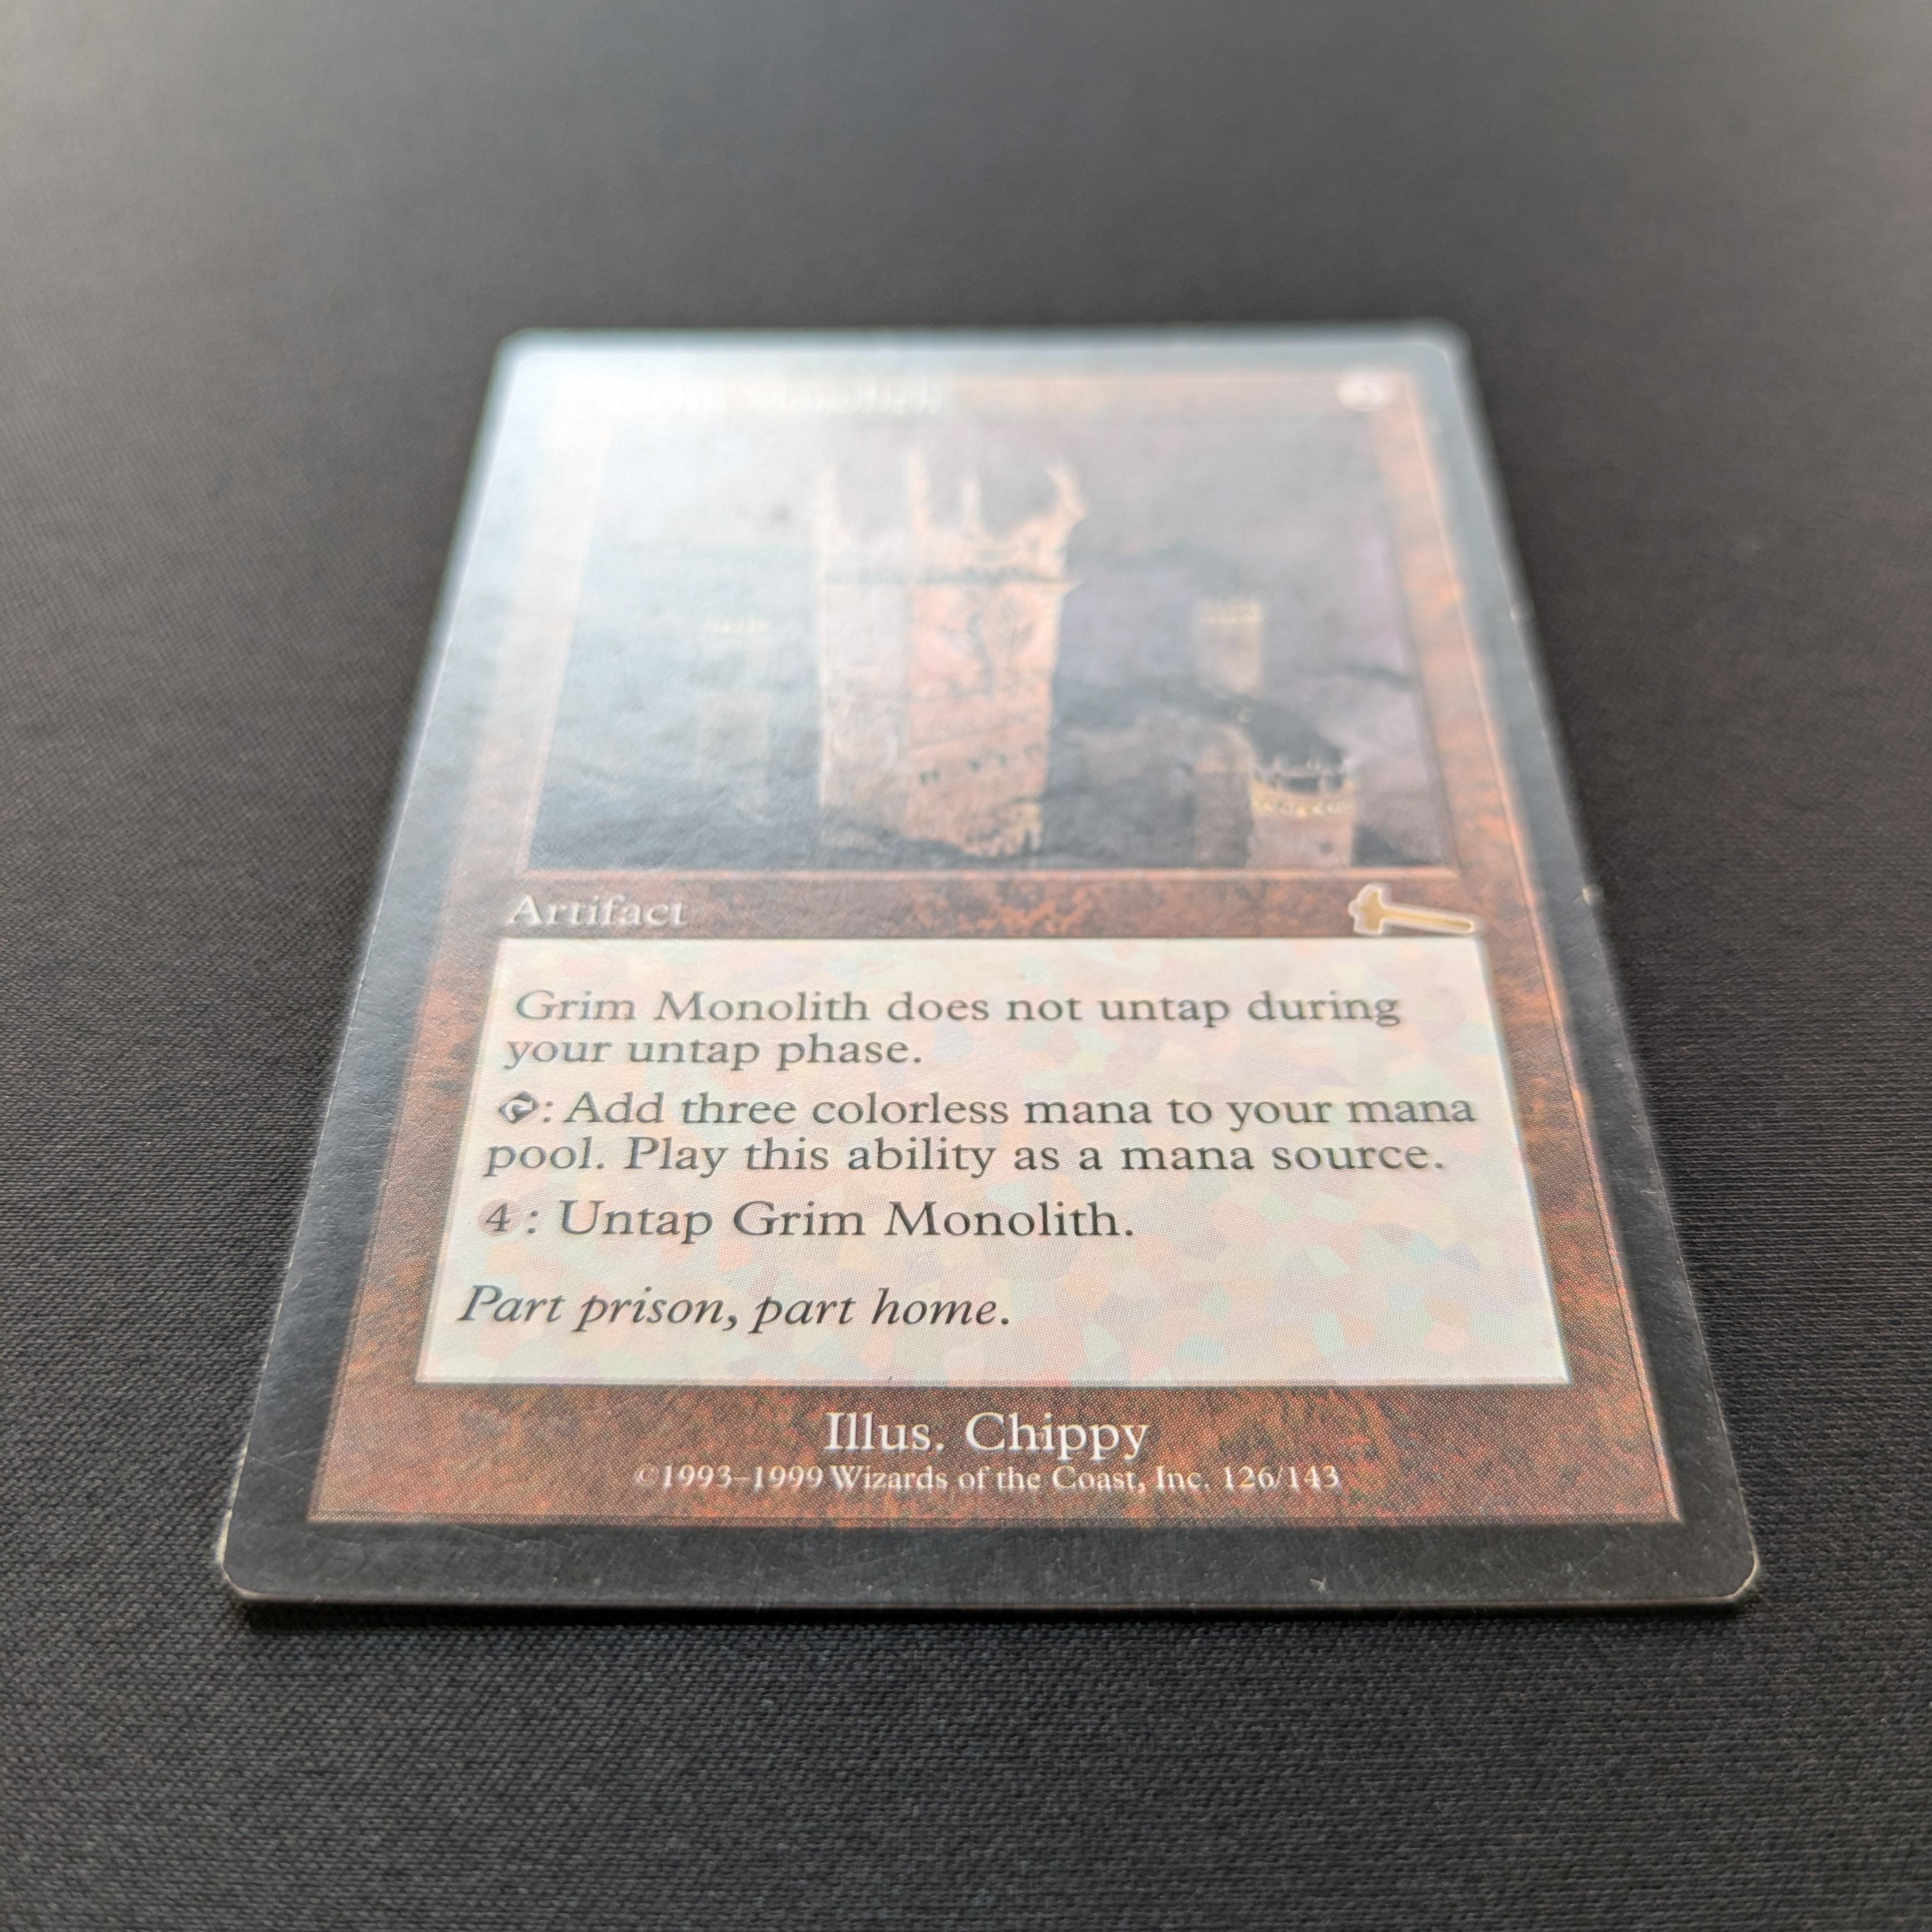 Grim Monolith
Artifact
Grim Monolith does not untap during
your untap phase.
: Add three colorless mana to your mana
pool. Play this ability as a mana source.
4 : Untap Grim Monolith.
Part prison, part home.
Illus. Chippy
©1993–1999 Wizards of the Coast, Inc. 126/143